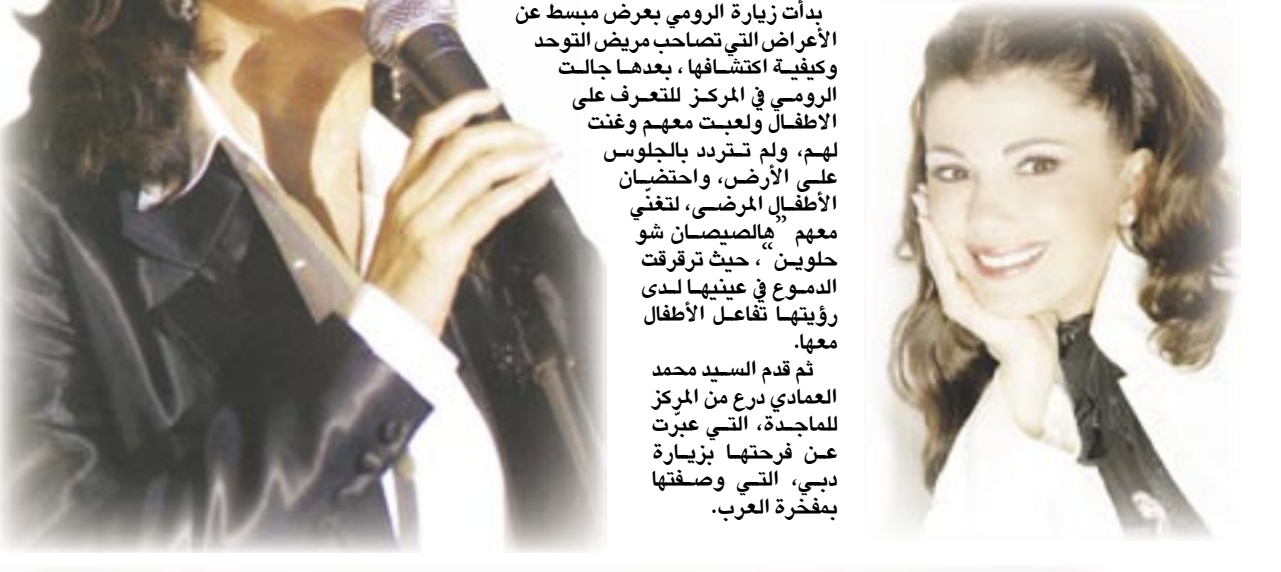 بدأت زيارة الرومي بعرض مبسط عن
الأعراض التي تصاحب مريض التوحد
وكيفية اكتشافها، بعدها جالت
الرومي في المركز للتعرف على
الاطفال ولعبت معهم وغنت
لهم، ولم تتردد بالجلوس
على الأرض، واحتضان
الأطفال المرضى، لتغنّي
معهم ”هالصيصان شو
حلوين“، حيث ترقرقت
الدموع في عينيها لدى
رؤيتها تفاعل الأطفال
معها.
ثم قدم السيد محمد
العمادي درع من المركز
للماجدة، التي عبّرت
عن فرحتها بزيارة
دبي، التي وصفتها
بمفخرة العرب.